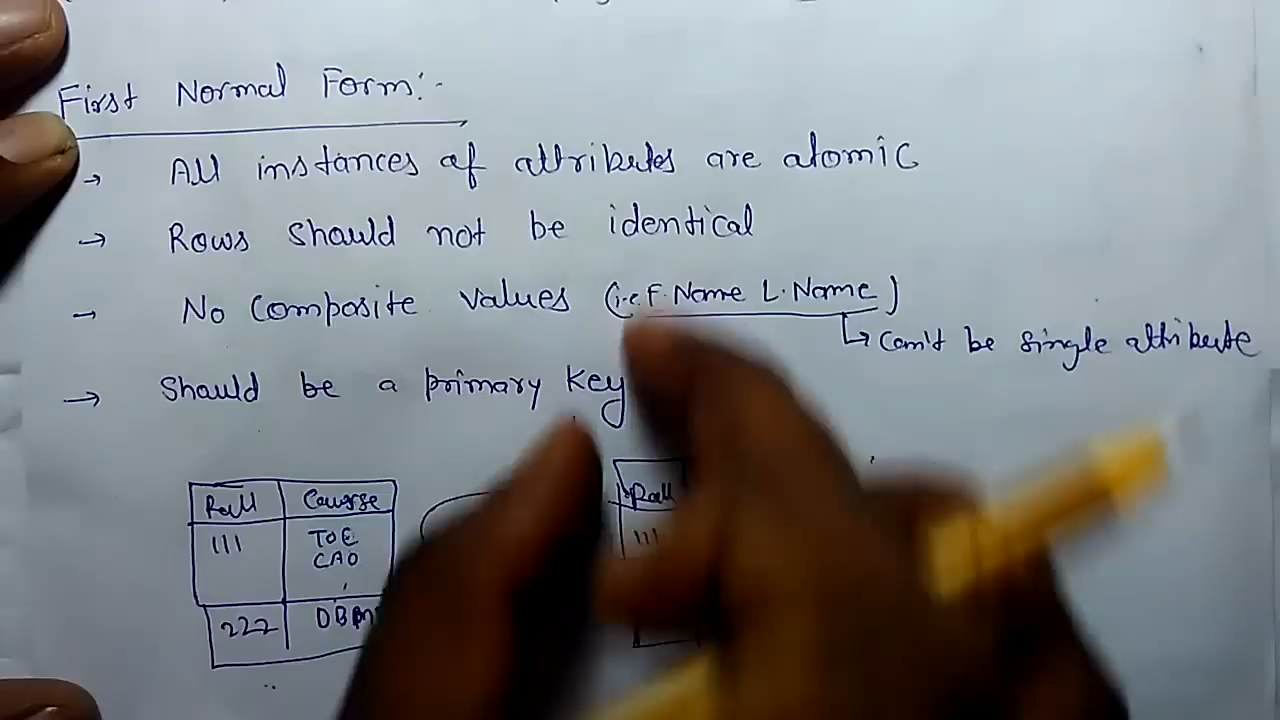 First Normal Form:-
→ All instances of attributes are atomic
→ Rows should not be identical
→ No composite values (i.e F.Name L.Name)
↳ can't be single attribute
→ Should be a primary key
Roll Course
Roll
111 TOC
CAO
111
222 DBM